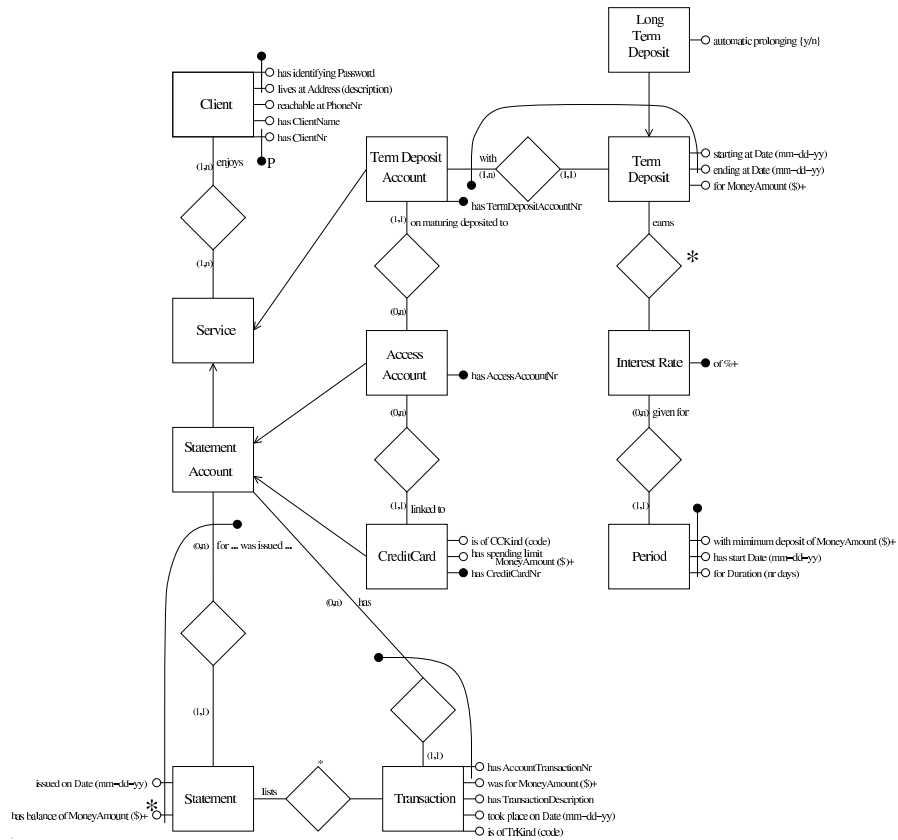 Long
Term
Deposit
automatic prolonging {y/n}
has identifying Password
lives at Address (description)
Client
reachable at PhoneNr
has ClientName
has ClientNr
P
(1,n) enjoys
Term Deposit
Account
with
(1,n)
(1,1)
Term
Deposit
starting at Date (mm-dd-yy)
ending at Date (mm-dd-yy)
for MoneyAmount ($)+
has TermDepositAccountNr
(1,1) on maturing deposited to
earns
(1,n)
*
(0,n)
Service
Access
Account
has AccessAccountNr
Interest Rate
of %+
(0,n)
(0,n) given for
Statement
Account
(1,1) linked to
(1,1)
(0,n) for ... was issued ...
CreditCard
is of CCKind (code)
has spending limit
MoneyAmount ($)+
has CreditCardNr
Period
with mimimum deposit of MoneyAmount ($)+
has start Date (mm-dd-yy)
for Duration (nr days)
(0,n) has
(1,1)
(1,1)
*
issued on Date (mm-dd-yy)
has balance of MoneyAmount ($)+
*
Statement
lists
Transaction
has AccountTransactionNr
was for MoneyAmount ($)+
has TransactionDescription
took place on Date (mm-dd-yy)
is of TrKind (code)